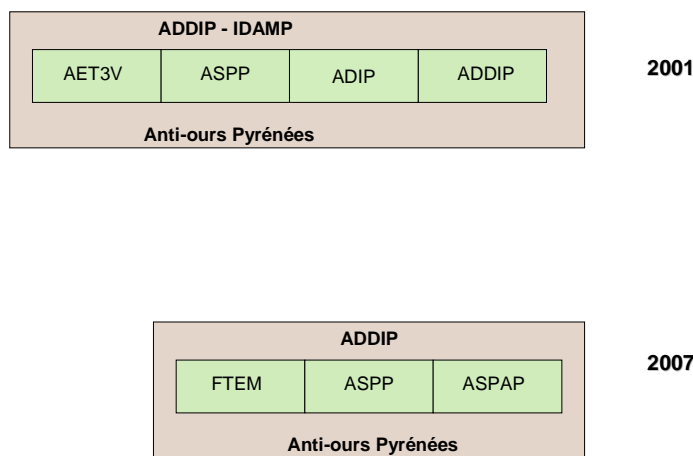 ADDIP - IDAMP
AET3V ASPP ADIP ADDIP
2001
Anti-ours Pyrénées
ADDIP
FTEM ASPP ASPAP
2007
Anti-ours Pyrénées